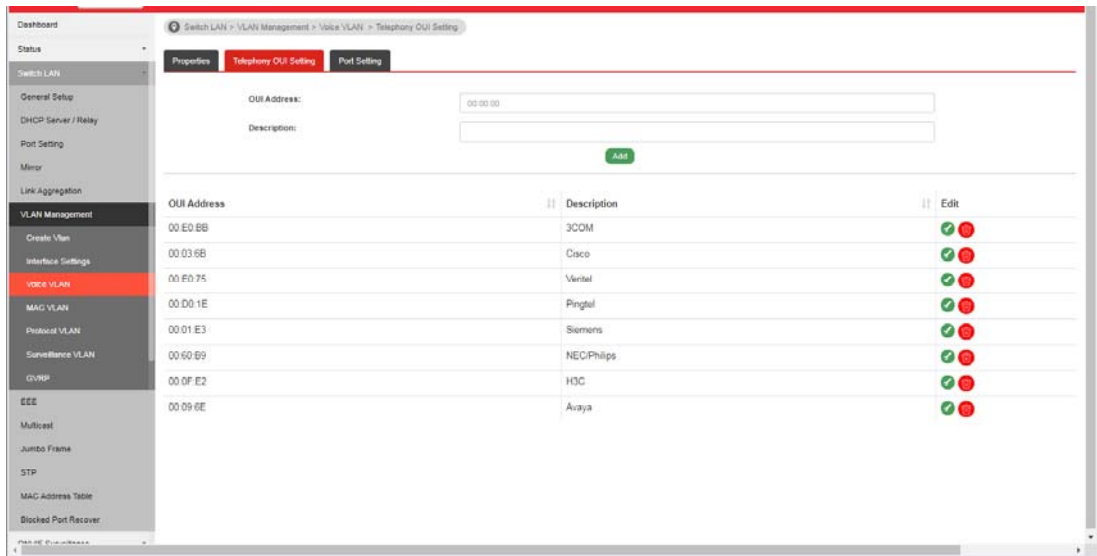 Dashboard
Status
Switch LAN
General Setup
DHCP Server / Relay
Port Setting
Mirror
Link Aggregation
VLAN Management
Create Vlan
Interface Settings
Voice VLAN
MAC VLAN
Protocol VLAN
Surveillance VLAN
GVRP
EEE
Multicast
Jumbo Frame
STP
MAC Address Table
Blocked Port Recover
ONVIF Surveillance
Switch LAN > VLAN Management > Voice VLAN > Telephony OUI Setting
Properties Telephony OUI Setting Port Setting
OUI Address: 00:00:00
Description:
Add
OUI Address Description Edit
00:E0:BB 3COM
00:03:6B Cisco
00:E0:75 Veritel
00:D0:1E Pingtel
00:01:E3 Siemens
00:60:B9 NEC/Philips
00:0F:E2 H3C
00:09:6E Avaya